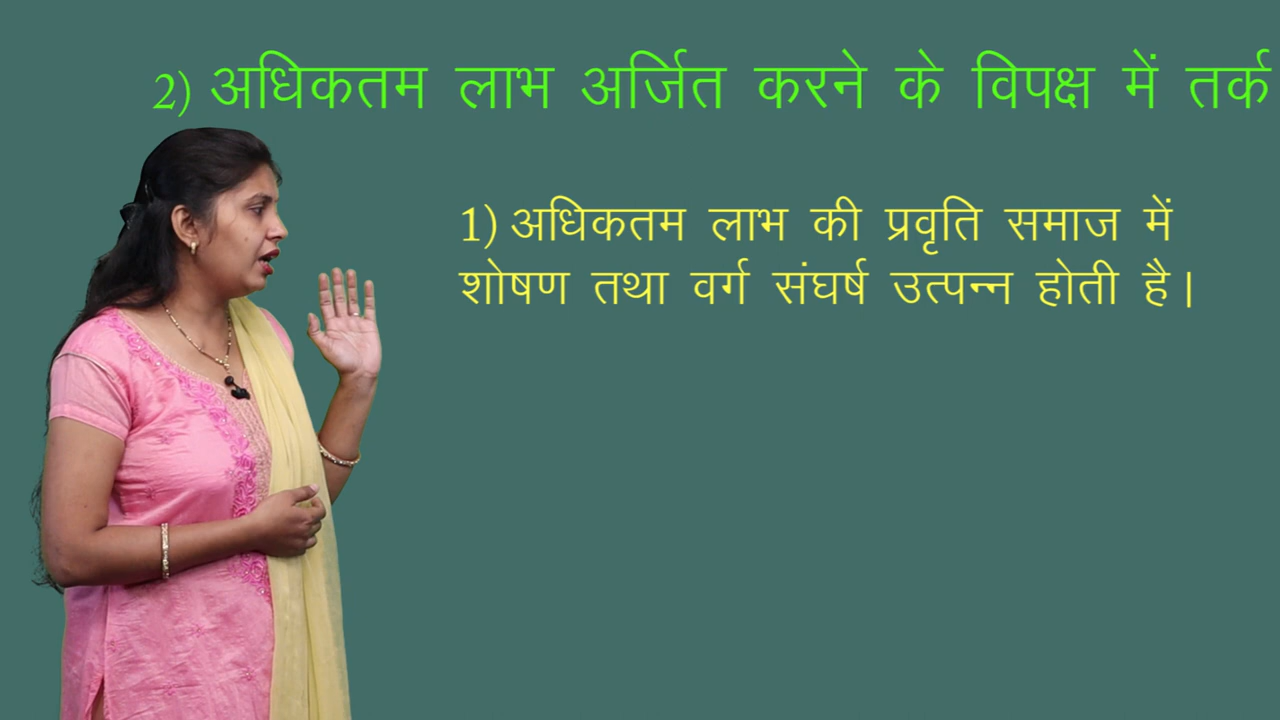 2) अधिकतम लाभ अर्जित करने के विपक्ष में तर्क
1) अधिकतम लाभ की प्रवृति समाज में
शोषण तथा वर्ग संघर्ष उत्पन्न होती है।